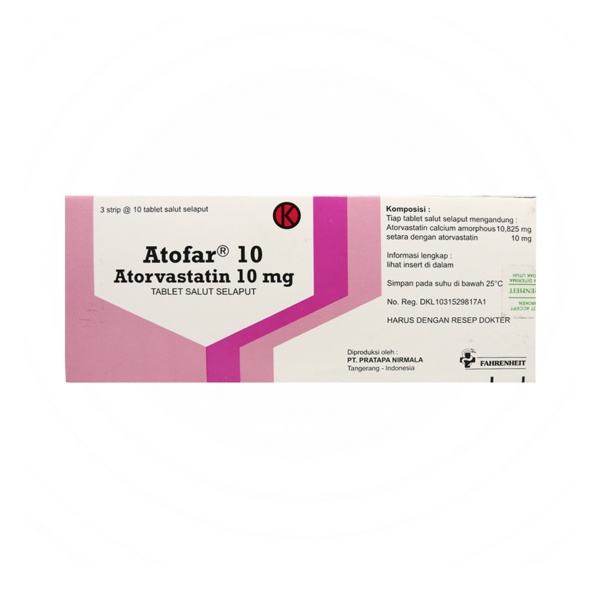 3 strip @ 10 tablet salut selaput
K
Atofar® 10
Atorvastatin 10 mg
TABLET SALUT SELAPUT
Komposisi :
Tiap tablet salut selaput mengandung :
Atorvastatin calcium amorphous 10,825 mg
setara dengan atorvastatin 10 mg
Informasi lengkap :
lihat insert di dalam
Simpan pada suhu di bawah 25°C
No. Reg. DKL1031529817A1
HARUS DENGAN RESEP DOKTER
Diproduksi oleh :
PT. PRATAPA NIRMALA
Tangerang - Indonesia
FAHRENHEIT